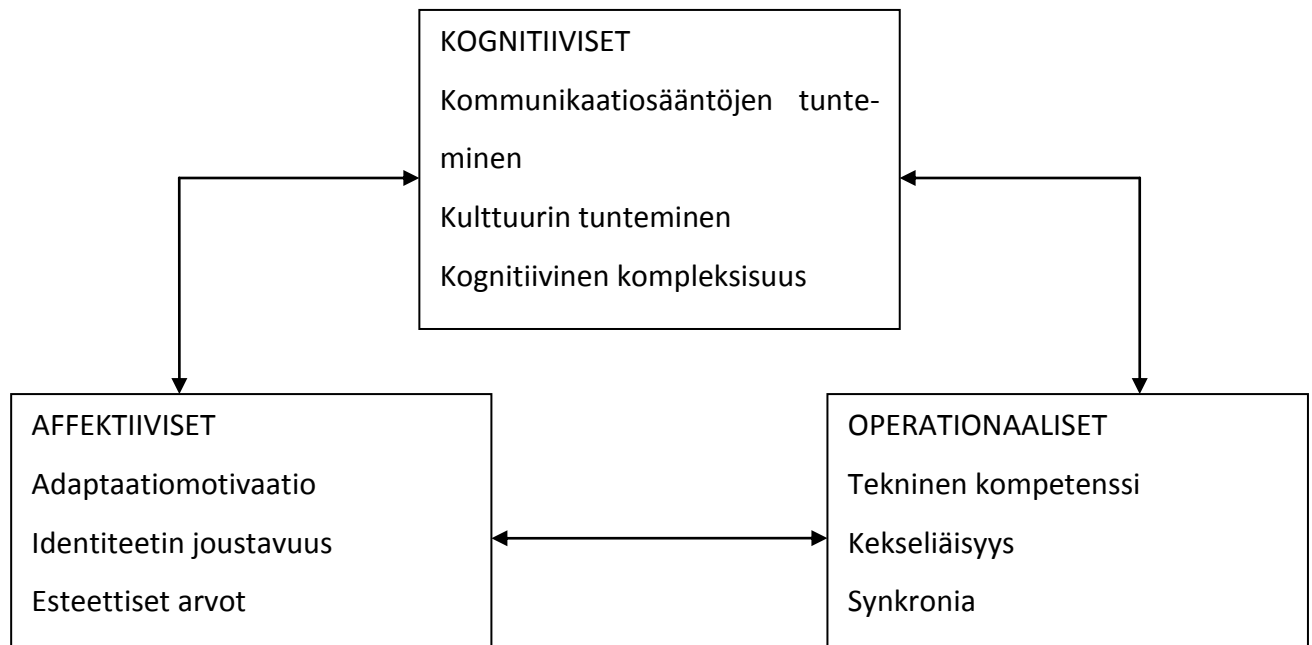 KOGNITIIVISET
Kommunikaatiosääntöjen tunte-
minen
Kulttuurin tunteminen
Kognitiivinen kompleksisuus
AFFEKTIIVISET
Adaptaatiomotivaatio
Identiteetin joustavuus
Esteettiset arvot
OPERATIONAALISET
Tekninen kompetenssi
Kekseliäisyys
Synkronia